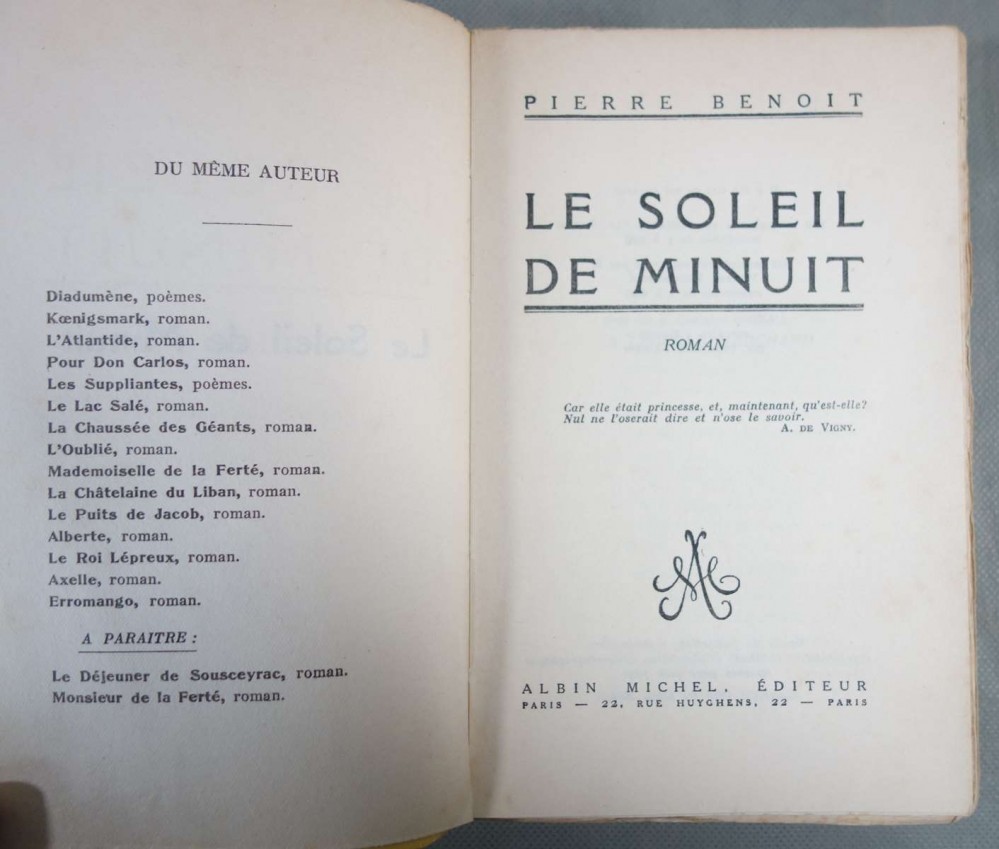 DU MÊME AUTEUR
Diadumène, poèmes.
Kœnigsmark, roman.
L'Atlantide, roman.
Pour Don Carlos, roman.
Les Suppliantes, poèmes.
Le Lac Salé, roman.
La Chaussée des Géants, roman.
L'Oublié, roman.
Mademoiselle de la Ferté, roman.
La Châtelaine du Liban, roman.
Le Puits de Jacob, roman.
Alberte, roman.
Le Roi Lépreux, roman.
Axelle, roman.
Erromango, roman.
A PARAITRE :
Le Déjeuner de Sousceyrac, roman.
Monsieur de la Ferté, roman.
PIERRE BENOIT
LE SOLEIL
DE MINUIT
ROMAN
Car elle était princesse, et, maintenant, qu'est-elle?
Nul ne l'oserait dire et n'ose le savoir.
A. DE VIGNY.
ALBIN MICHEL, ÉDITEUR
PARIS — 22, RUE HUYGHENS, 22 — PARIS